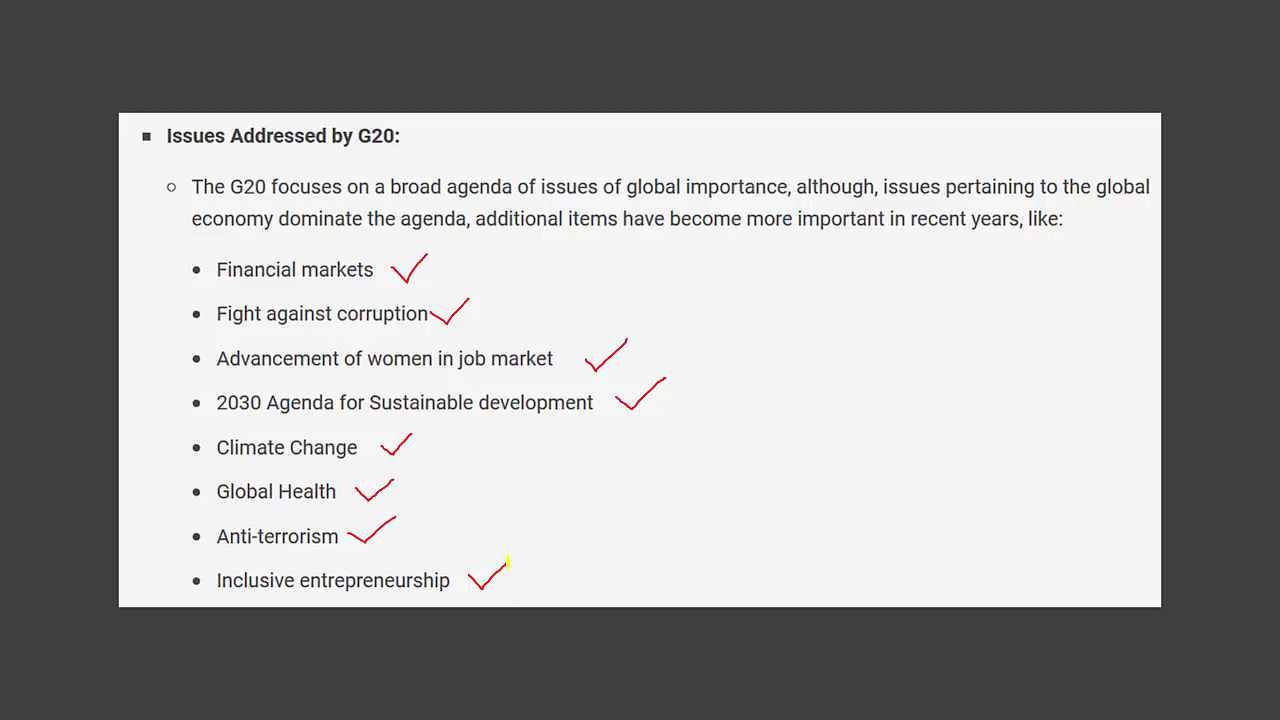 Issues Addressed by G20:
The G20 focuses on a broad agenda of issues of global importance, although, issues pertaining to the global
economy dominate the agenda, additional items have become more important in recent years, like:
Financial markets
Fight against corruption
Advancement of women in job market
2030 Agenda for Sustainable development
Climate Change
Global Health
Anti-terrorism
Inclusive entrepreneurship